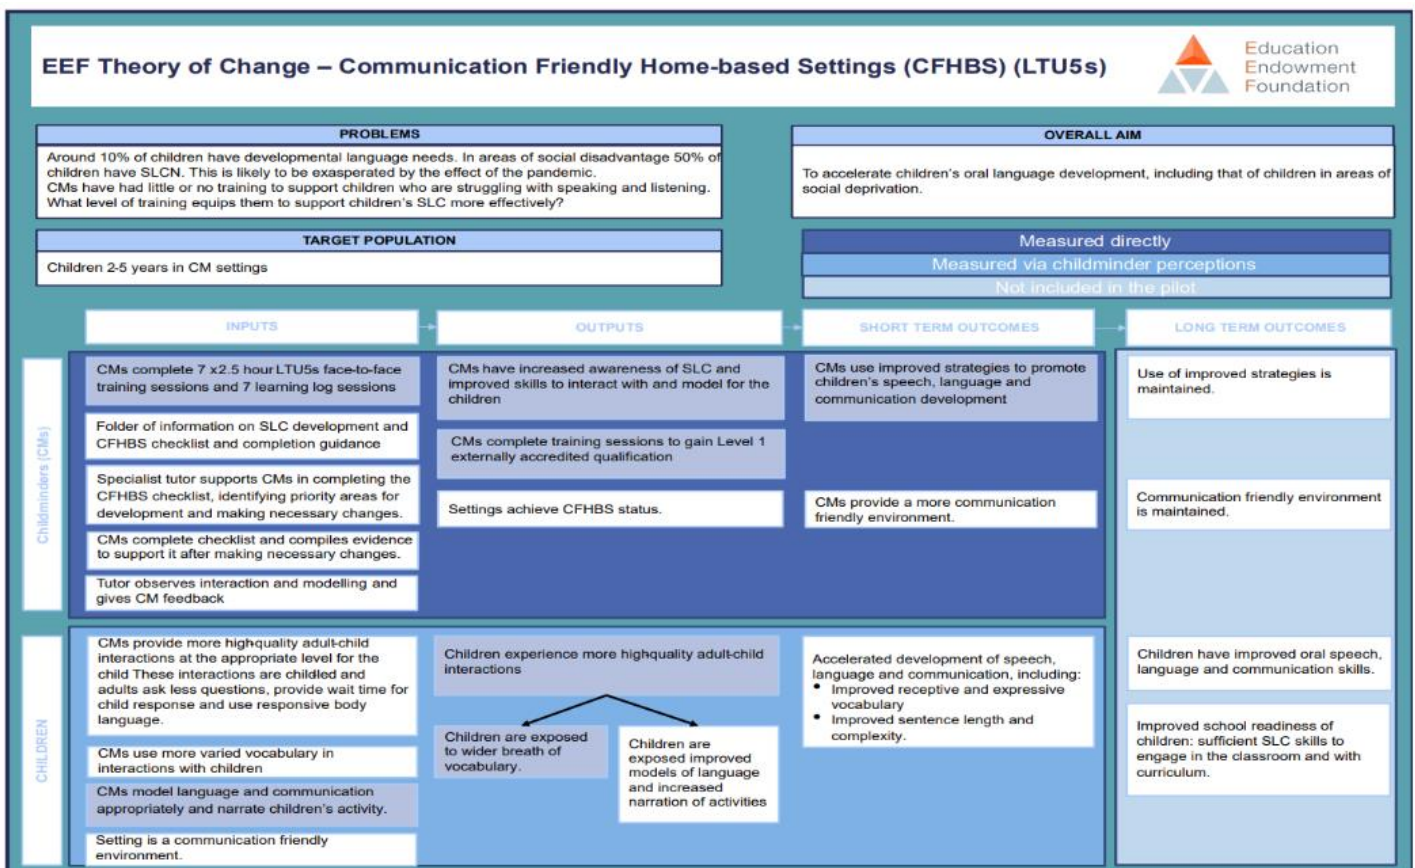 EEF Theory of Change – Communication Friendly Home-based Settings (CFHBS) (LTU5s)
Education
Endowment
Foundation
PROBLEMS
Around 10% of children have developmental language needs. In areas of social disadvantage 50% of
children have SLCN. This is likely to be exasperated by the effect of the pandemic.
CMs have had little or no training to support children who are struggling with speaking and listening.
What level of training equips them to support children's SLC more effectively?
OVERALL AIM
To accelerate children's oral language development, including that of children in areas of
social deprivation.
TARGET POPULATION
Children 2-5 years in CM settings
Measured directly
Measured via childminder perceptions
Not included in the pilot
INPUTS
OUTPUTS
SHORT TERM OUTCOMES
LONG TERM OUTCOMES
Childminders (CMs)
CMs complete 7 x2.5 hour LTU5s face-to-face
training sessions and 7 learning log sessions
Folder of information on SLC development and
CFHBS checklist and completion guidance
Specialist tutor supports CMs in completing the
CFHBS checklist, identifying priority areas for
development and making necessary changes.
CMs complete checklist and compiles evidence
to support it after making necessary changes.
Tutor observes interaction and modelling and
gives CM feedback
CMs have increased awareness of SLC and
improved skills to interact with and model for the
children
CMs complete training sessions to gain Level 1
externally accredited qualification
Settings achieve CFHBS status.
CMs use improved strategies to promote
children's speech, language and
communication development
CMs provide a more communication
friendly environment.
Use of improved strategies is
maintained.
Communication friendly environment
is maintained.
CHILDREN
CMs provide more high-quality adult-child
interactions at the appropriate level for the
child These interactions are childled and
adults ask less questions, provide wait time for
child response and use responsive body
language.
CMs use more varied vocabulary in
interactions with children
CMs model language and communication
appropriately and narrate children's activity.
Setting is a communication friendly
environment.
Children experience more high-quality adult-child
interactions
Children are exposed
to wider breath of
vocabulary.
Children are
exposed improved
models of language
and increased
narration of activities
Accelerated development of speech,
language and communication, including:
• Improved receptive and expressive
vocabulary
• Improved sentence length and
complexity.
Children have improved oral speech,
language and communication skills.
Improved school readiness of
children: sufficient SLC skills to
engage in the classroom and with
curriculum.